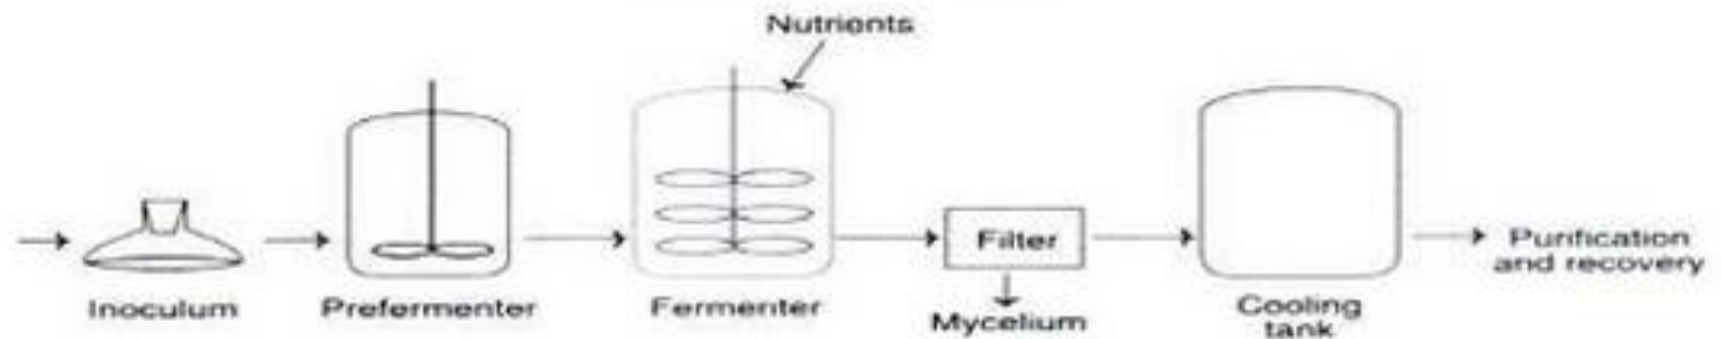 Nutrients
Inoculum
Prefermenter
Fermenter
Filter
Mycelium
Cooling
tank
Purification
and recovery